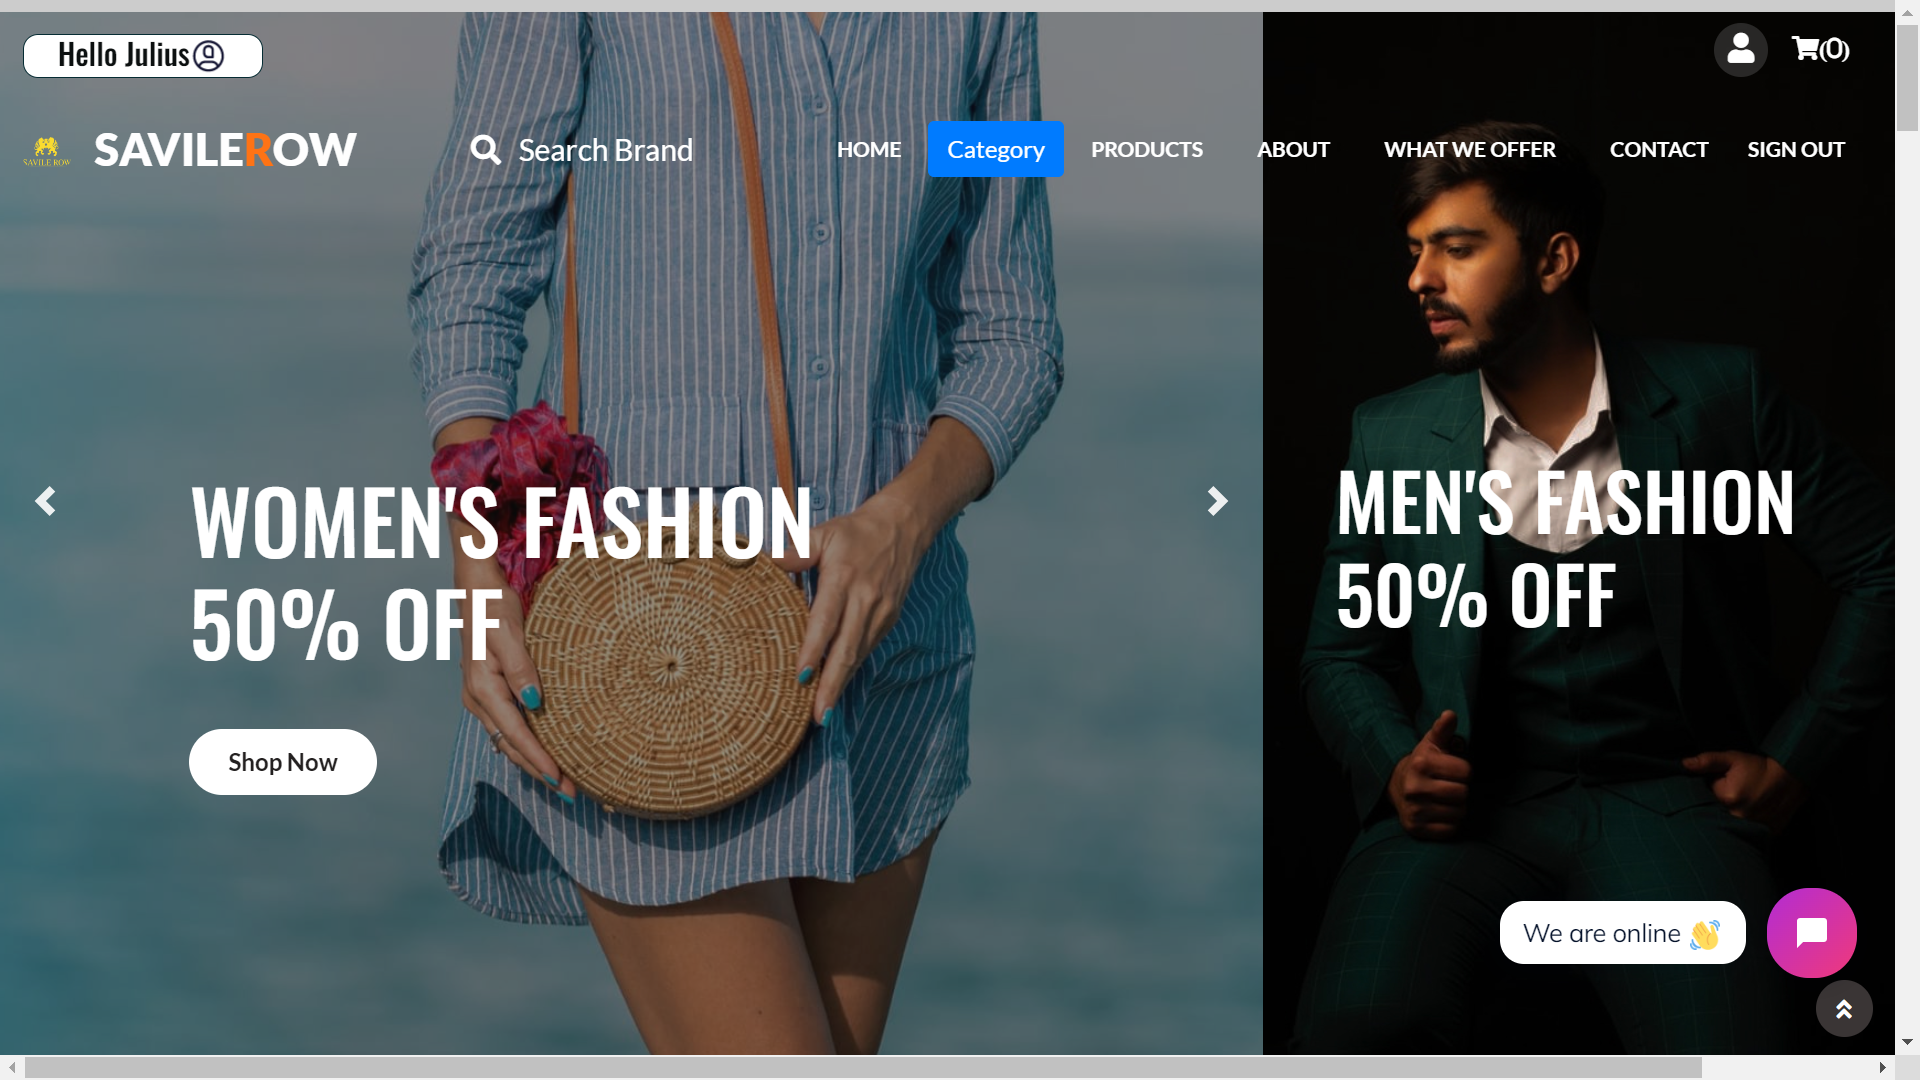 Hello Julius
(0)
SAVILE ROW
SAVILEROW
Search Brand
HOME
Category
PRODUCTS
ABOUT
WHAT WE OFFER
CONTACT
SIGN OUT
WOMEN'S FASHION
50% OFF
Shop Now
MEN'S FASHION
50% OFF
We are online 👋